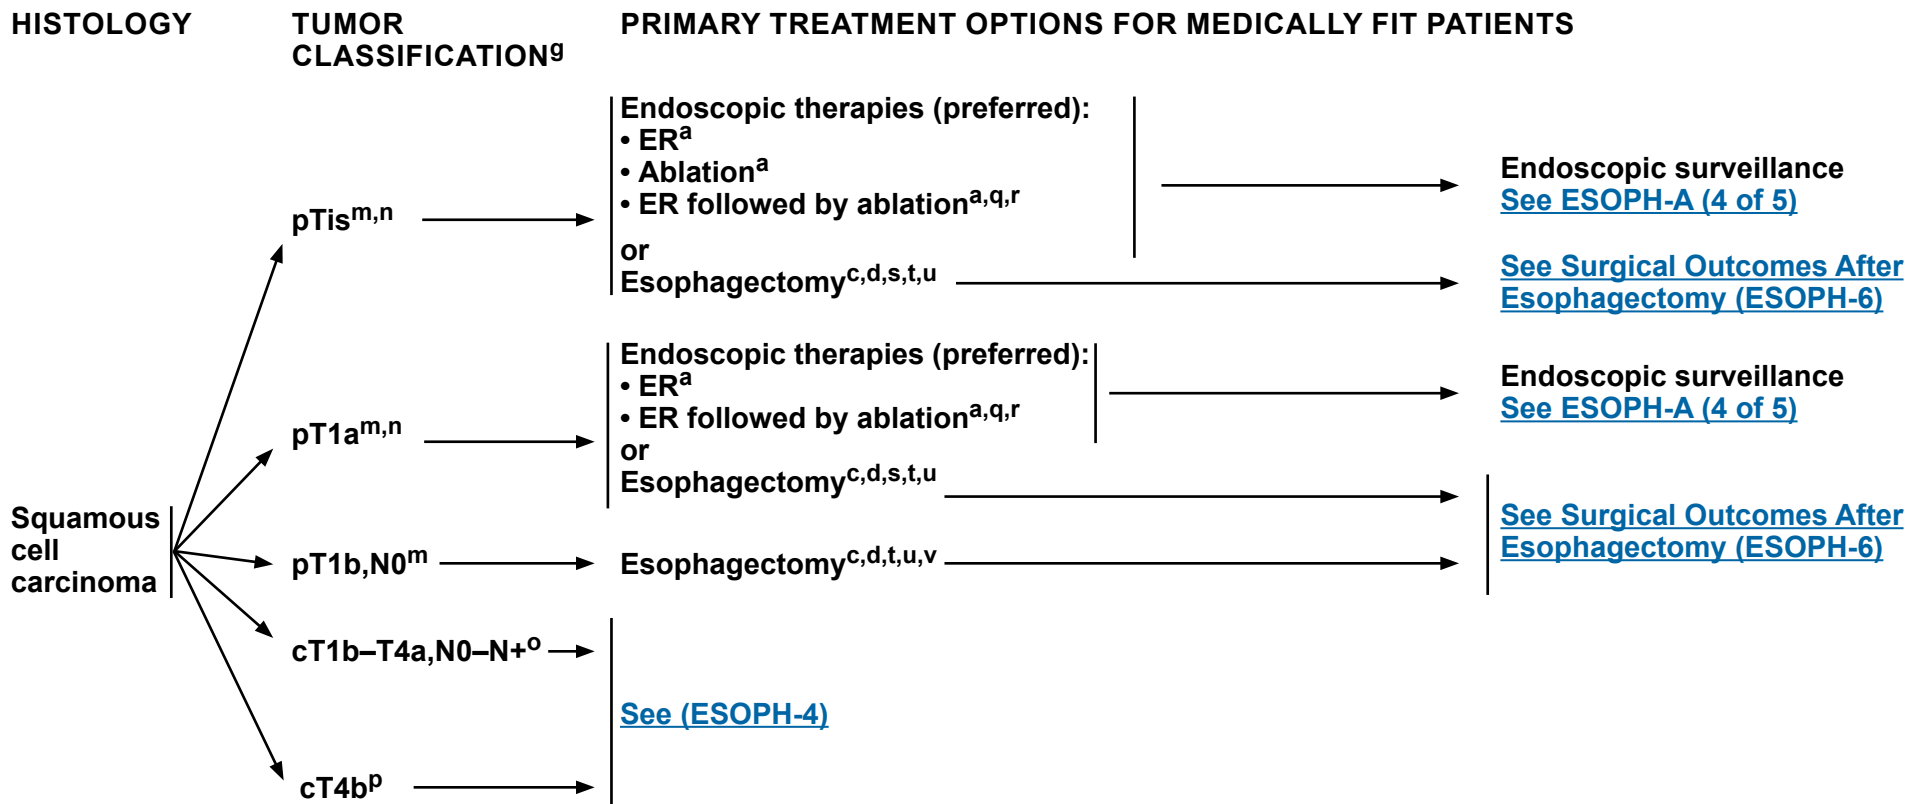 HISTOLOGY
TUMOR CLASSIFICATIONg
PRIMARY TREATMENT OPTIONS FOR MEDICALLY FIT PATIENTS
Squamous
cell
carcinoma
pTism,n
Endoscopic therapies (preferred):
• ERa
• Ablationa
• ER followed by ablationa,q,r
or
Esophagectomyc,d,s,t,u
Endoscopic surveillance
See ESOPH-A (4 of 5)
See Surgical Outcomes After
Esophagectomy (ESOPH-6)
pT1am,n
Endoscopic therapies (preferred):
• ERa
• ER followed by ablationa,q,r
or
Esophagectomyc,d,s,t,u
Endoscopic surveillance
See ESOPH-A (4 of 5)
pT1b,N0m
Esophagectomyc,d,t,u,v
See Surgical Outcomes After
Esophagectomy (ESOPH-6)
cT1b–T4a,N0–N+o
cT4bp
See (ESOPH-4)